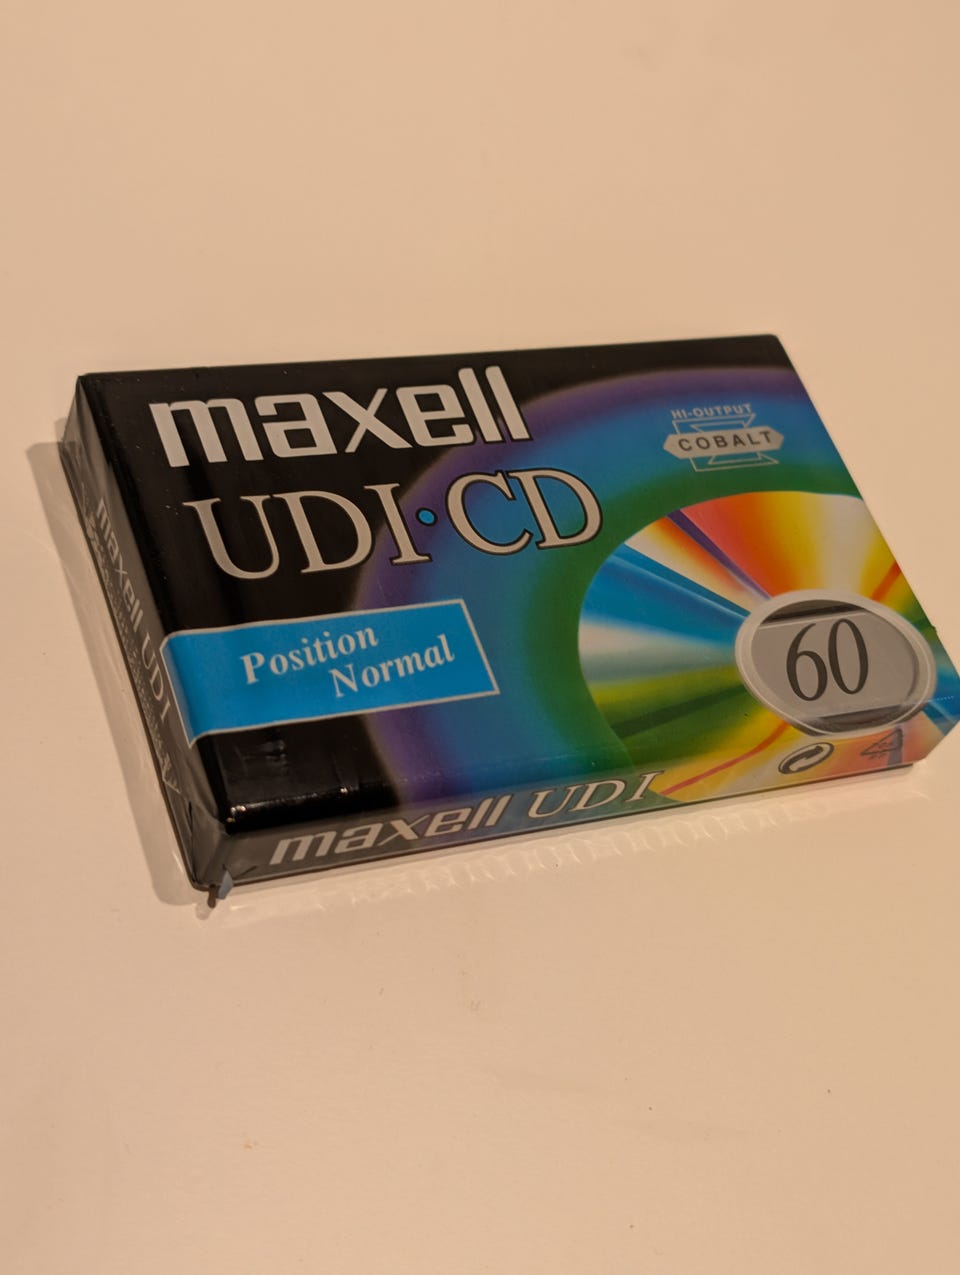 maxell
UDI·CD
HI-OUTPUT
COBALT
Position
Normal
60
maxell UDI
maxell UDI